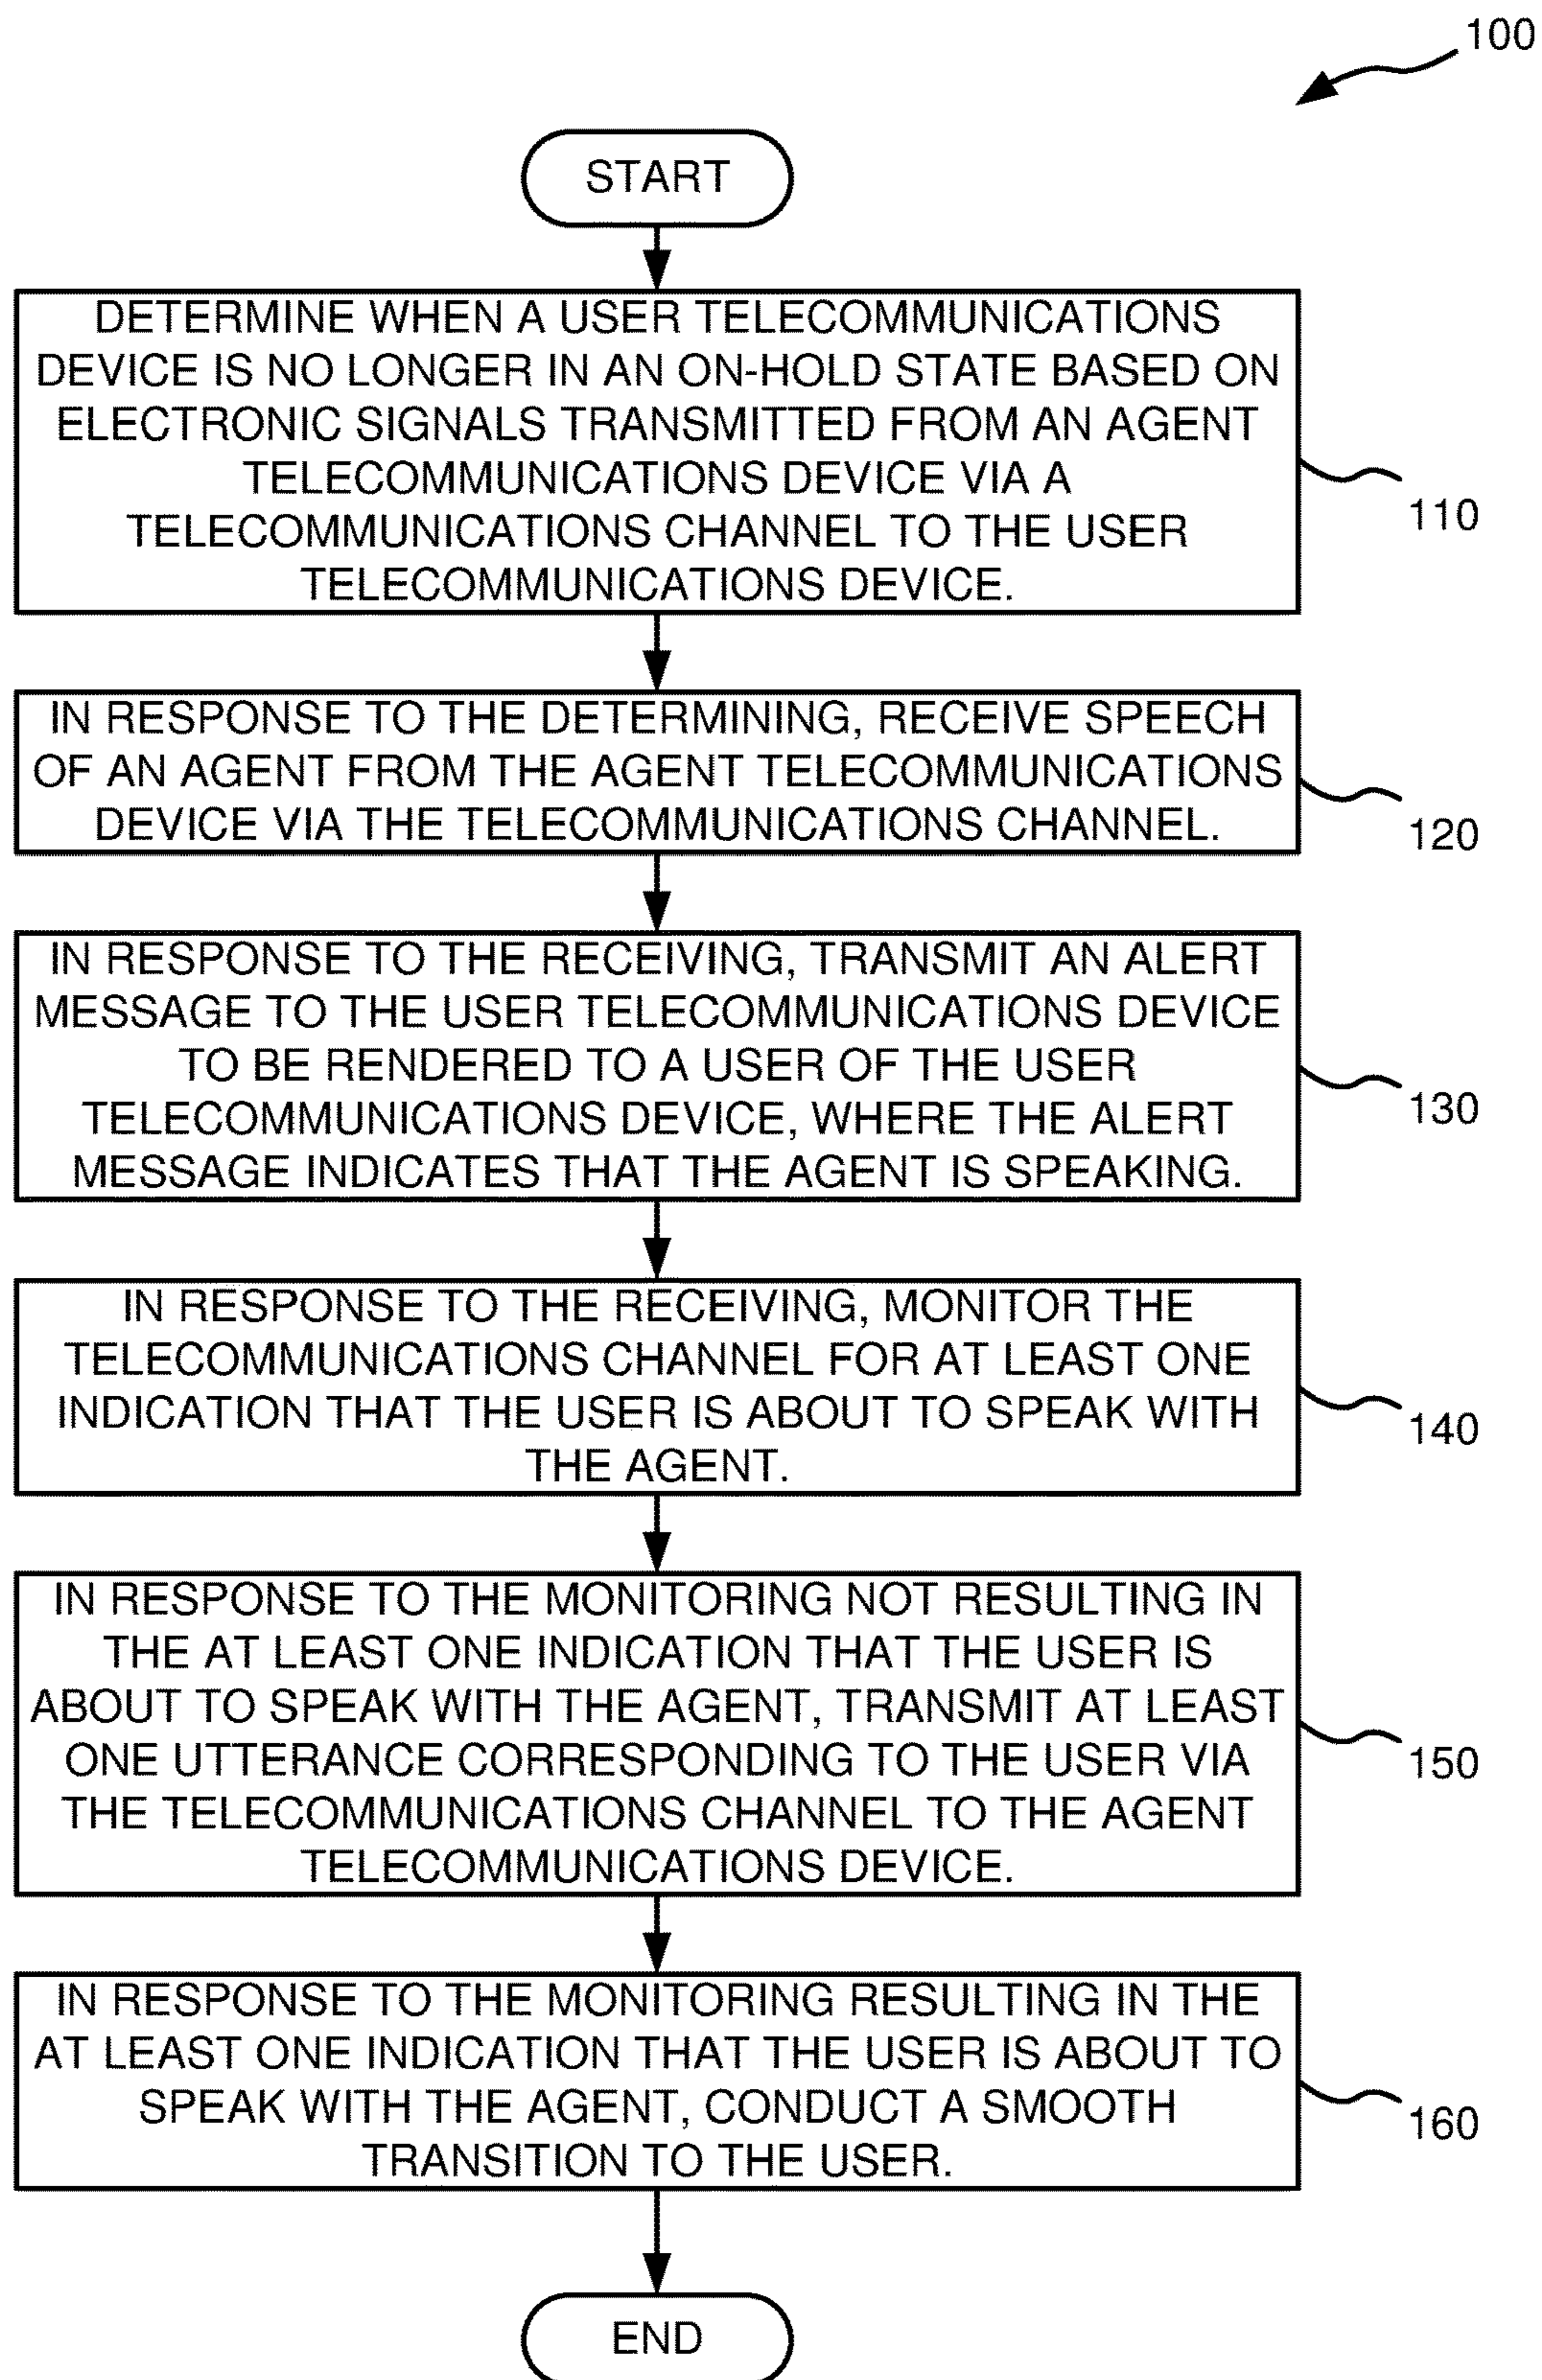 100
START
DETERMINE WHEN A USER TELECOMMUNICATIONS
DEVICE IS NO LONGER IN AN ON-HOLD STATE BASED ON
ELECTRONIC SIGNALS TRANSMITTED FROM AN AGENT
TELECOMMUNICATIONS DEVICE VIA A
TELECOMMUNICATIONS CHANNEL TO THE USER
TELECOMMUNICATIONS DEVICE.
110
IN RESPONSE TO THE DETERMINING, RECEIVE SPEECH
OF AN AGENT FROM THE AGENT TELECOMMUNICATIONS
DEVICE VIA THE TELECOMMUNICATIONS CHANNEL.
120
IN RESPONSE TO THE RECEIVING, TRANSMIT AN ALERT
MESSAGE TO THE USER TELECOMMUNICATIONS DEVICE
TO BE RENDERED TO A USER OF THE USER
TELECOMMUNICATIONS DEVICE, WHERE THE ALERT
MESSAGE INDICATES THAT THE AGENT IS SPEAKING.
130
IN RESPONSE TO THE RECEIVING, MONITOR THE
TELECOMMUNICATIONS CHANNEL FOR AT LEAST ONE
INDICATION THAT THE USER IS ABOUT TO SPEAK WITH
THE AGENT.
140
IN RESPONSE TO THE MONITORING NOT RESULTING IN
THE AT LEAST ONE INDICATION THAT THE USER IS
ABOUT TO SPEAK WITH THE AGENT, TRANSMIT AT LEAST
ONE UTTERANCE CORRESPONDING TO THE USER VIA
THE TELECOMMUNICATIONS CHANNEL TO THE AGENT
TELECOMMUNICATIONS DEVICE.
150
IN RESPONSE TO THE MONITORING RESULTING IN THE
AT LEAST ONE INDICATION THAT THE USER IS ABOUT TO
SPEAK WITH THE AGENT, CONDUCT A SMOOTH
TRANSITION TO THE USER.
160
END